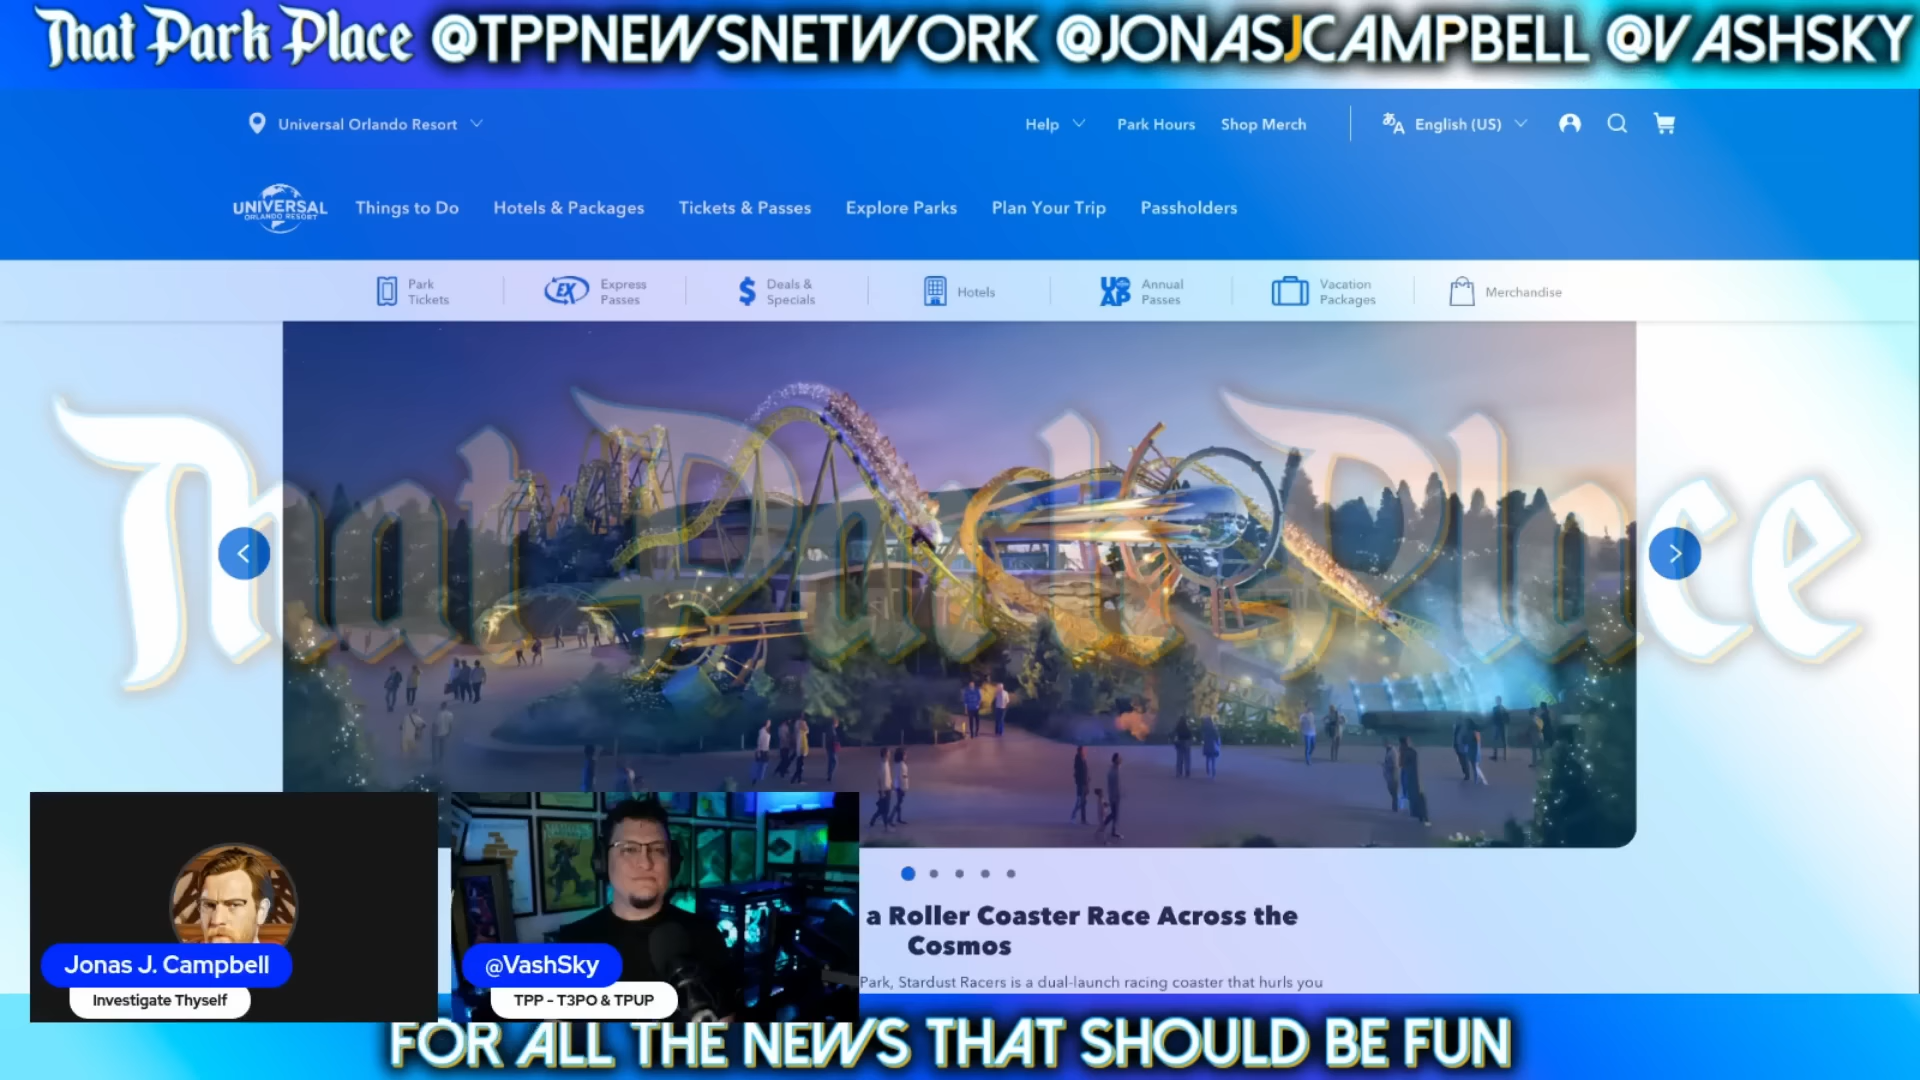 That Park Place @TPPNEWSNETWORK @JONASJCAMPBELL @VASHSKY
Universal Orlando Resort
Help
Park Hours
Shop Merch
English (US)
UNIVERSAL
ORLANDO RESORT
Things to Do
Hotels & Packages
Tickets & Passes
Explore Parks
Plan Your Trip
Passholders
Park
Tickets
EX
Express
Passes
Deals &
Specials
Hotels
UOAP
Annual
Passes
Vacation
Packages
Merchandise
That Park Place
a Roller Coaster Race Across the
Cosmos
Park, Stardust Racers is a dual-launch racing coaster that hurls you
Jonas J. Campbell
Investigate Thyself
@VashSky
TPP - T3PO & TPUP
FOR ALL THE NEWS THAT SHOULD BE FUN